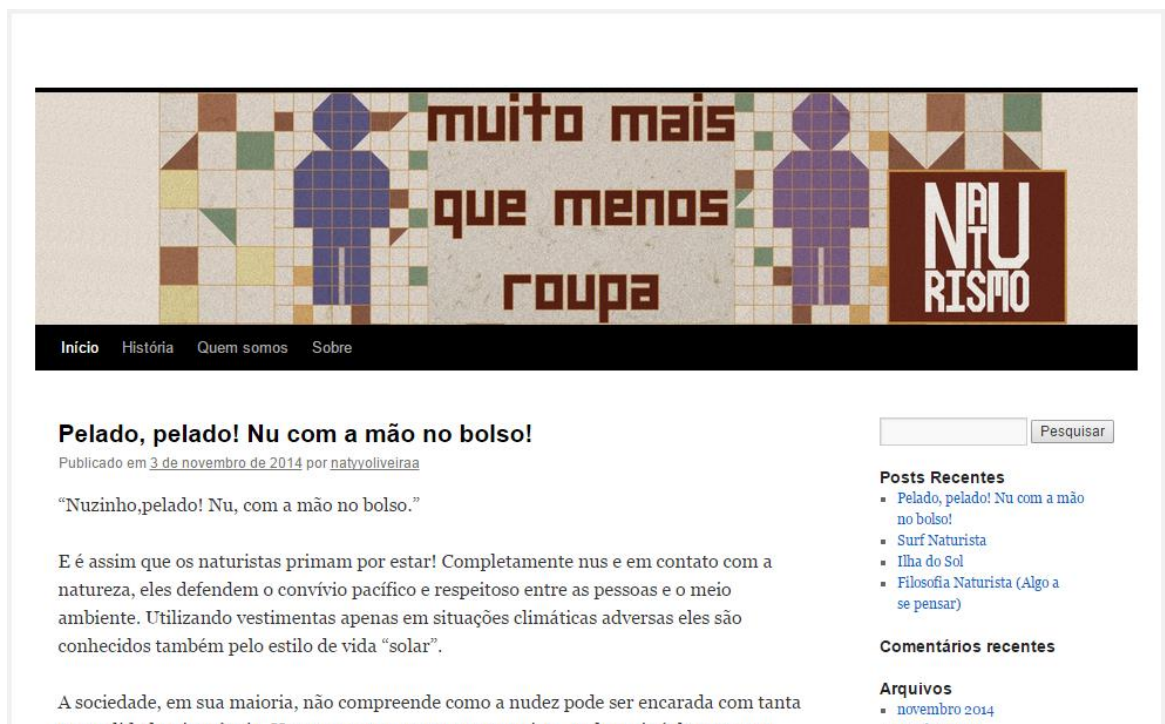 muito mais
que menos
roupa
NATU
RISMO
Início História Quem somos Sobre
Pelado, pelado! Nu com a mão no bolso!
Publicado em 3 de novembro de 2014 por natyyoliveiraa
“Nuzinho,pelado! Nu, com a mão no bolso.”
E é assim que os naturistas primam por estar! Completamente nus e em contato com a
natureza, eles defendem o convívio pacífico e respeitoso entre as pessoas e o meio
ambiente. Utilizando vestimentas apenas em situações climáticas adversas eles são
conhecidos também pelo estilo de vida “solar”.
A sociedade, em sua maioria, não compreende como a nudez pode ser encarada com tanta
Pesquisar
Posts Recentes
Pelado, pelado! Nu com a mão
no bolso!
Surf Naturista
Ilha do Sol
Filosofia Naturista (Algo a
se pensar)
Comentários recentes
Arquivos
novembro 2014